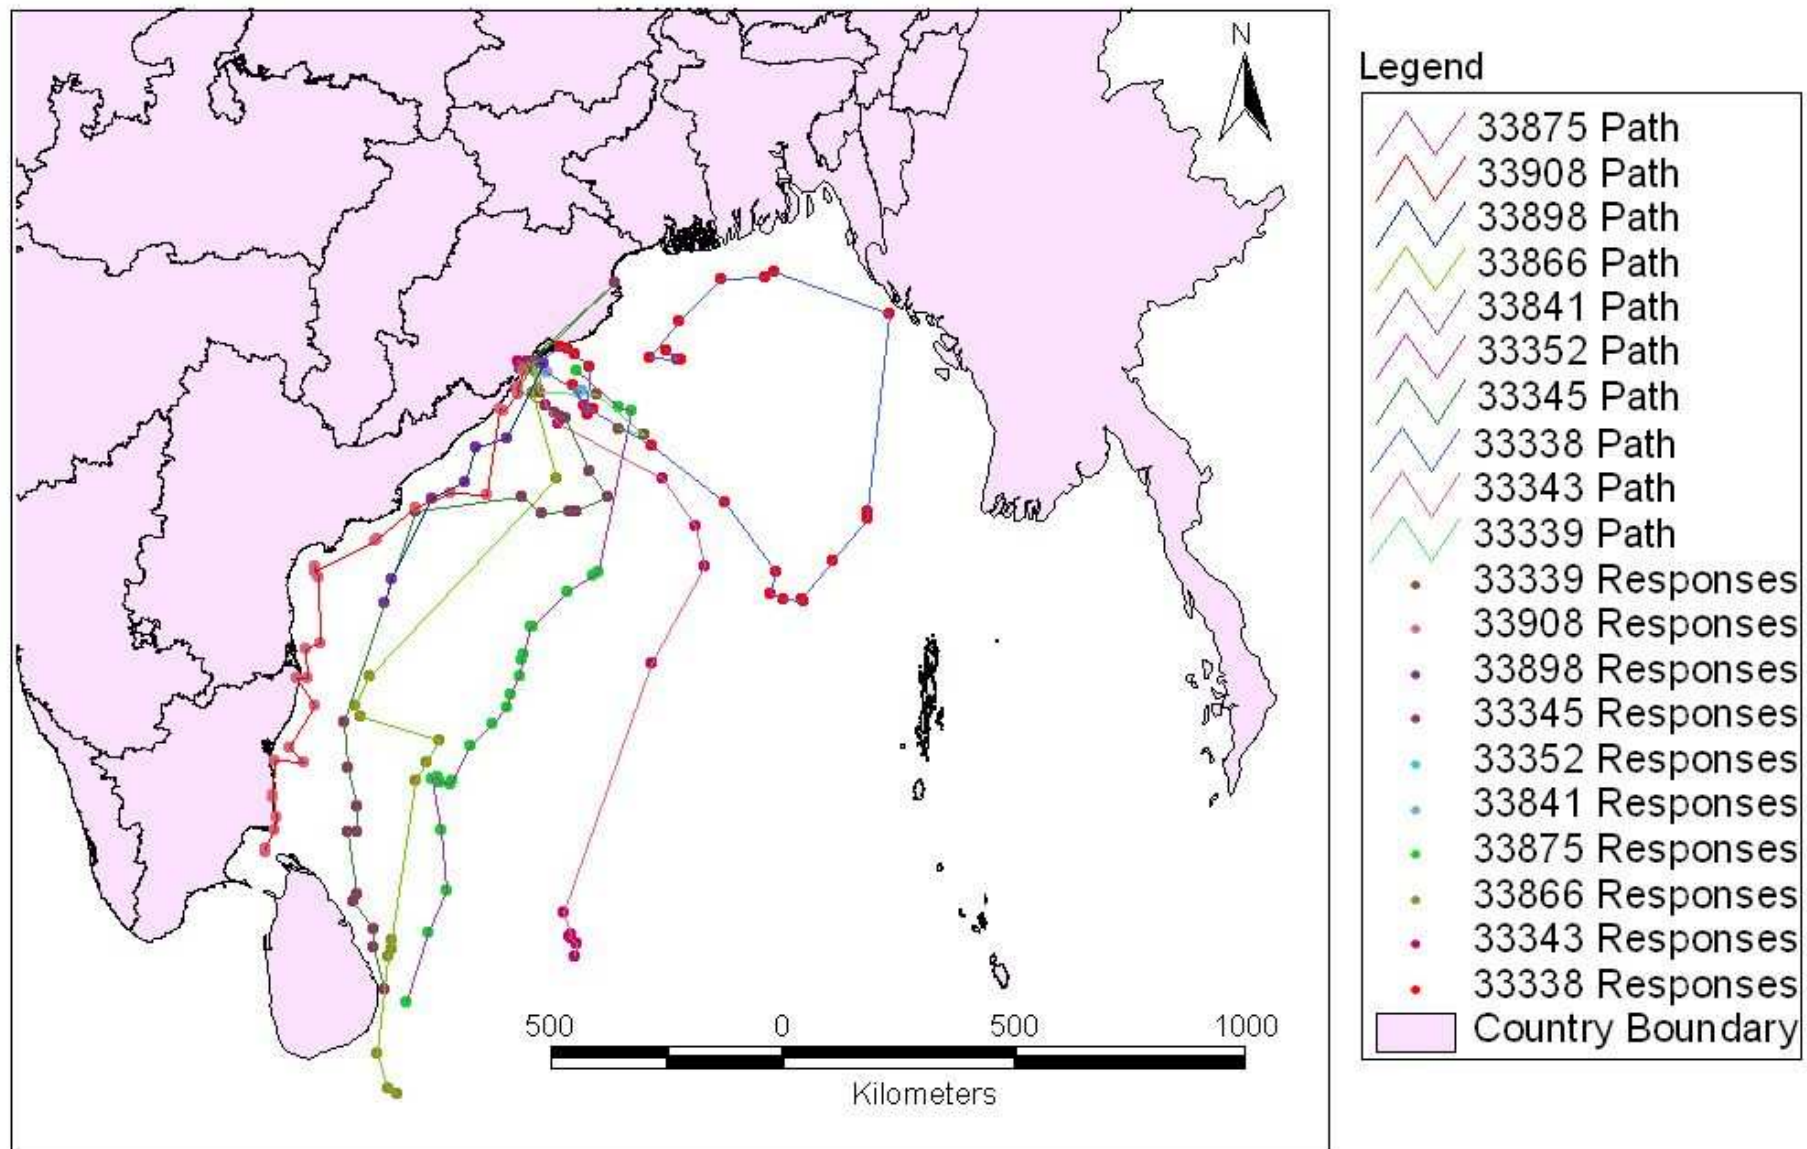 N
500 0 500 1000
Kilometers
Legend
33875 Path
33908 Path
33898 Path
33866 Path
33841 Path
33352 Path
33345 Path
33338 Path
33343 Path
33339 Path
33339 Responses
33908 Responses
33898 Responses
33345 Responses
33352 Responses
33841 Responses
33875 Responses
33866 Responses
33343 Responses
33338 Responses
Country Boundary